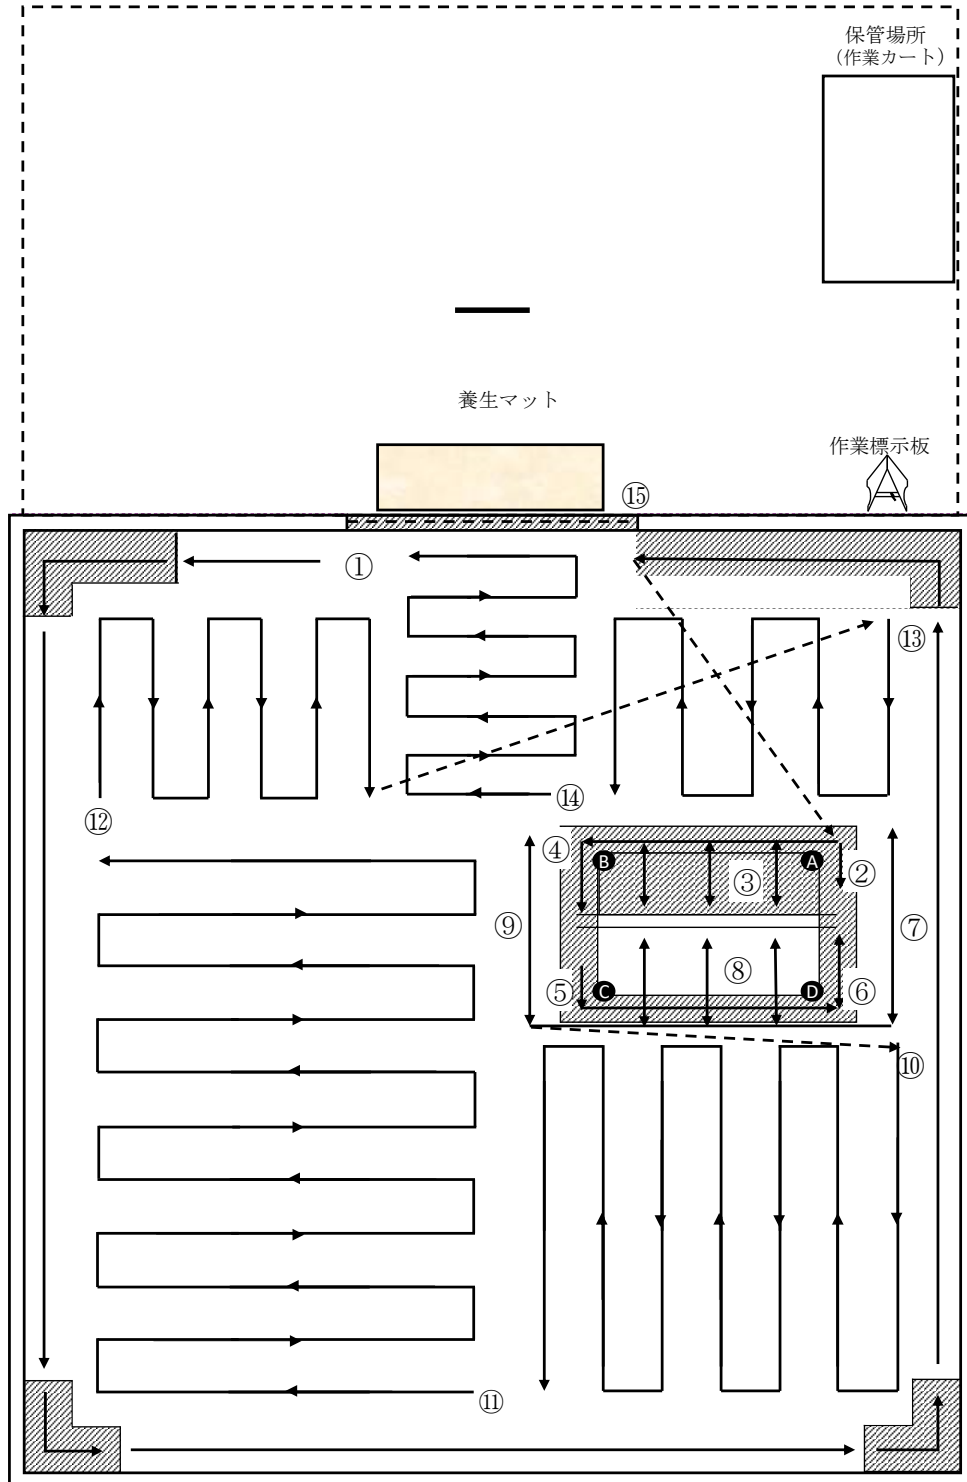 保管場所
（作業カート）
養生マット
作業標示板
⑮
①
⑬
⑭
⑫
④
B
A
②
③
⑨
⑦
⑧
⑤
C
D
⑥
⑩
⑪